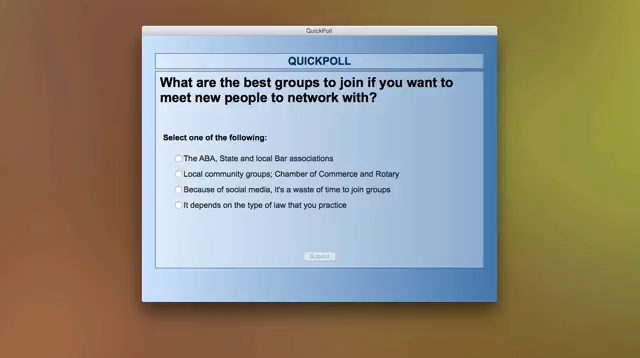 QuickPoll
QUICKPOLL
What are the best groups to join if you want to
meet new people to network with?
Select one of the following:
The ABA, State and local Bar associations
Local community groups; Chamber of Commerce and Rotary
Because of social media, it's a waste of time to join groups
It depends on the type of law that you practice
Submit